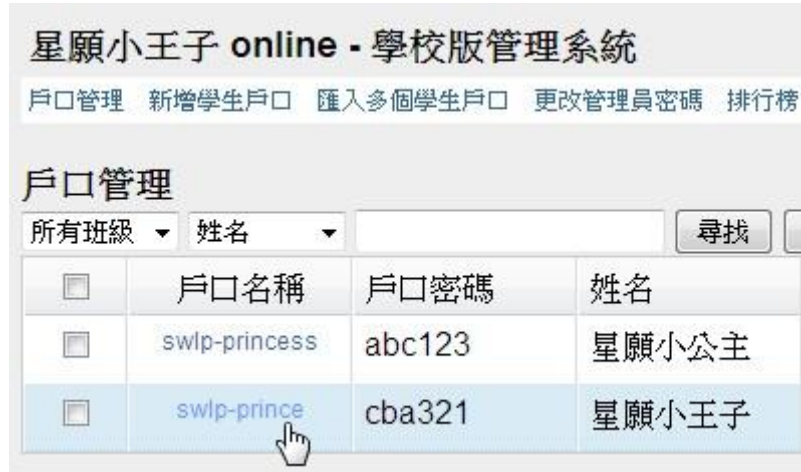 星願小王子 online - 學校版管理系統
戶口管理 新增學生戶口 匯入多個學生戶口 更改管理員密碼 排行榜
戶口管理
所有班級 姓名 尋找
戶口名稱 戶口密碼 姓名
swlp-princess abc123 星願小公主
swlp-prince cba321 星願小王子